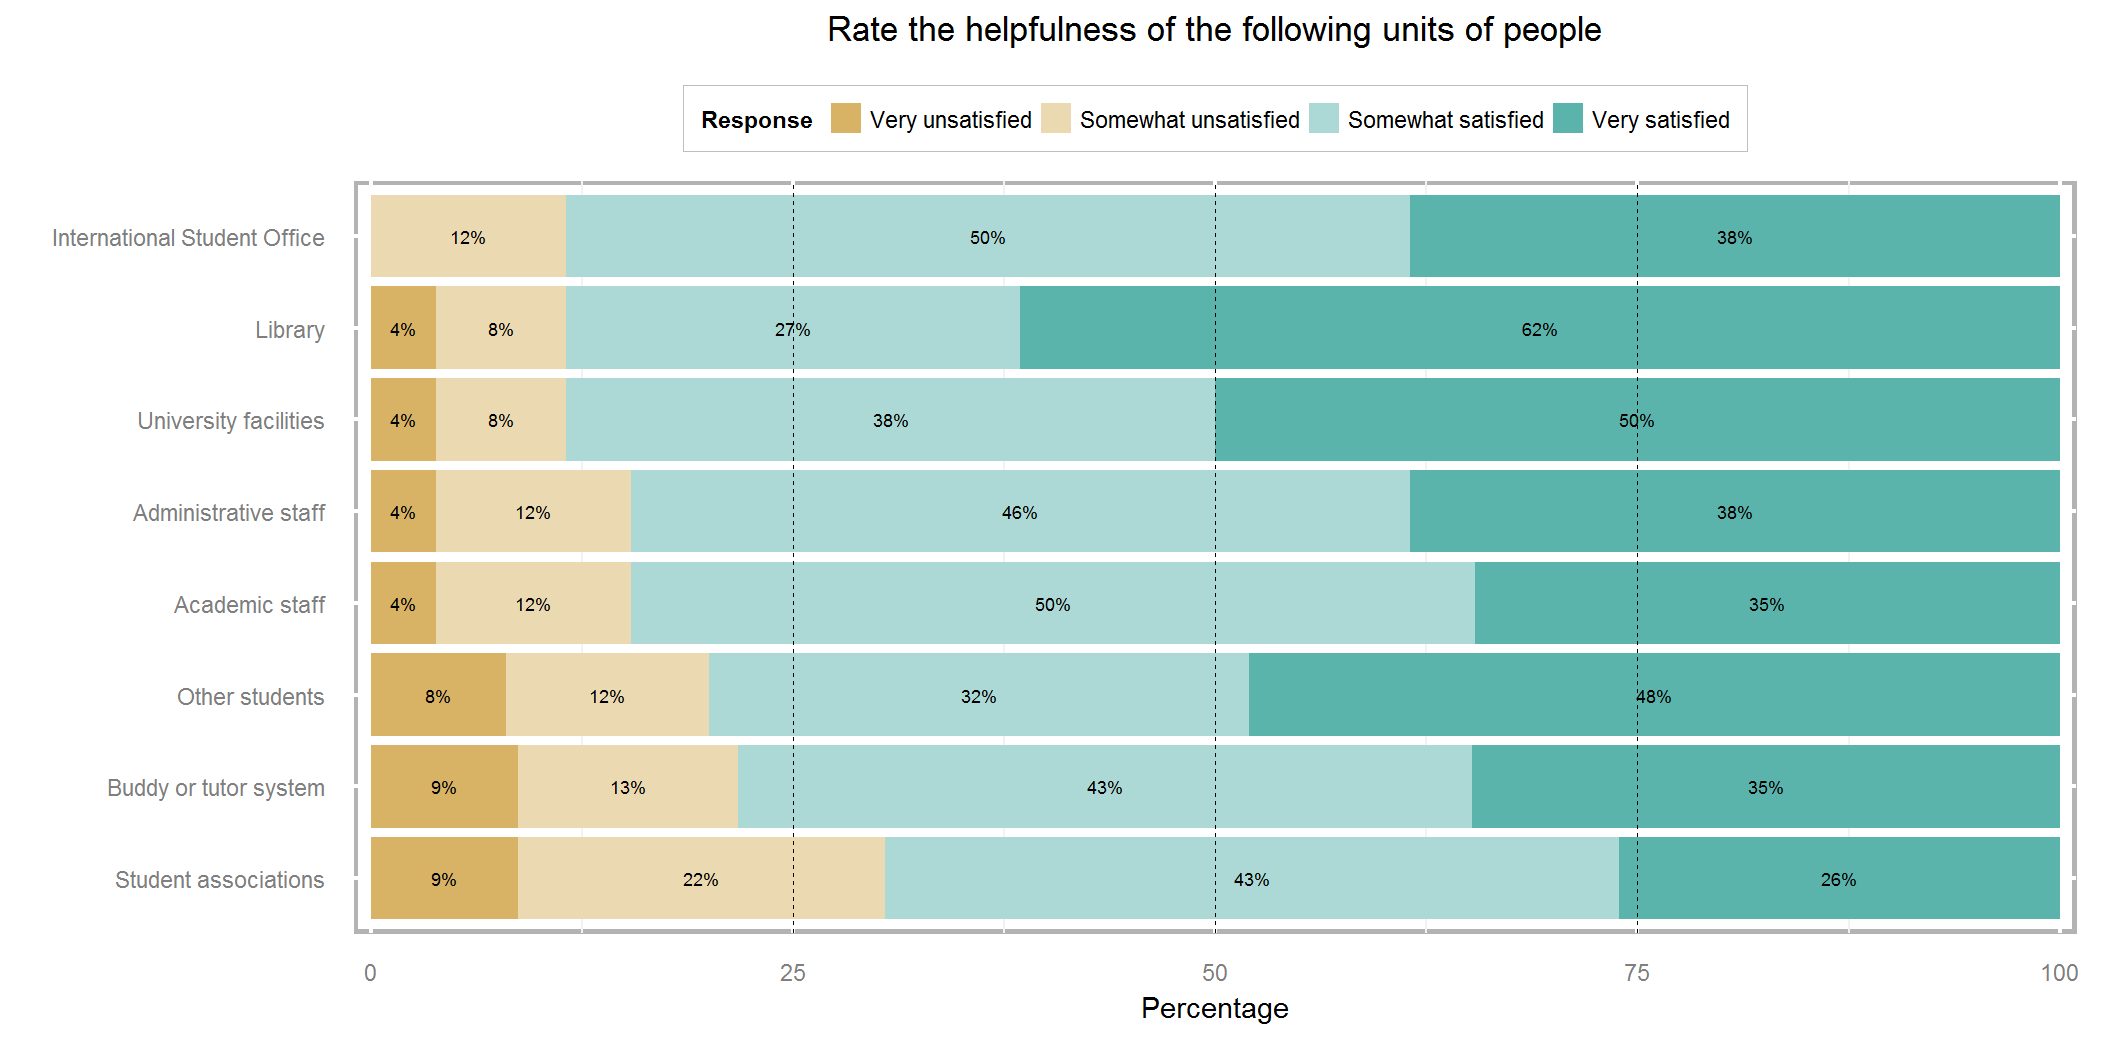 Rate the helpfulness of the following units of people
Response Very unsatisfied Somewhat unsatisfied Somewhat satisfied Very satisfied
International Student Office 12% 50% 38%
Library 4% 8% 27% 62%
University facilities 4% 8% 38% 50%
Administrative staff 4% 12% 46% 38%
Academic staff 4% 12% 50% 35%
Other students 8% 12% 32% 48%
Buddy or tutor system 9% 13% 43% 35%
Student associations 9% 22% 43% 26%
0 25 50 75 100
Percentage